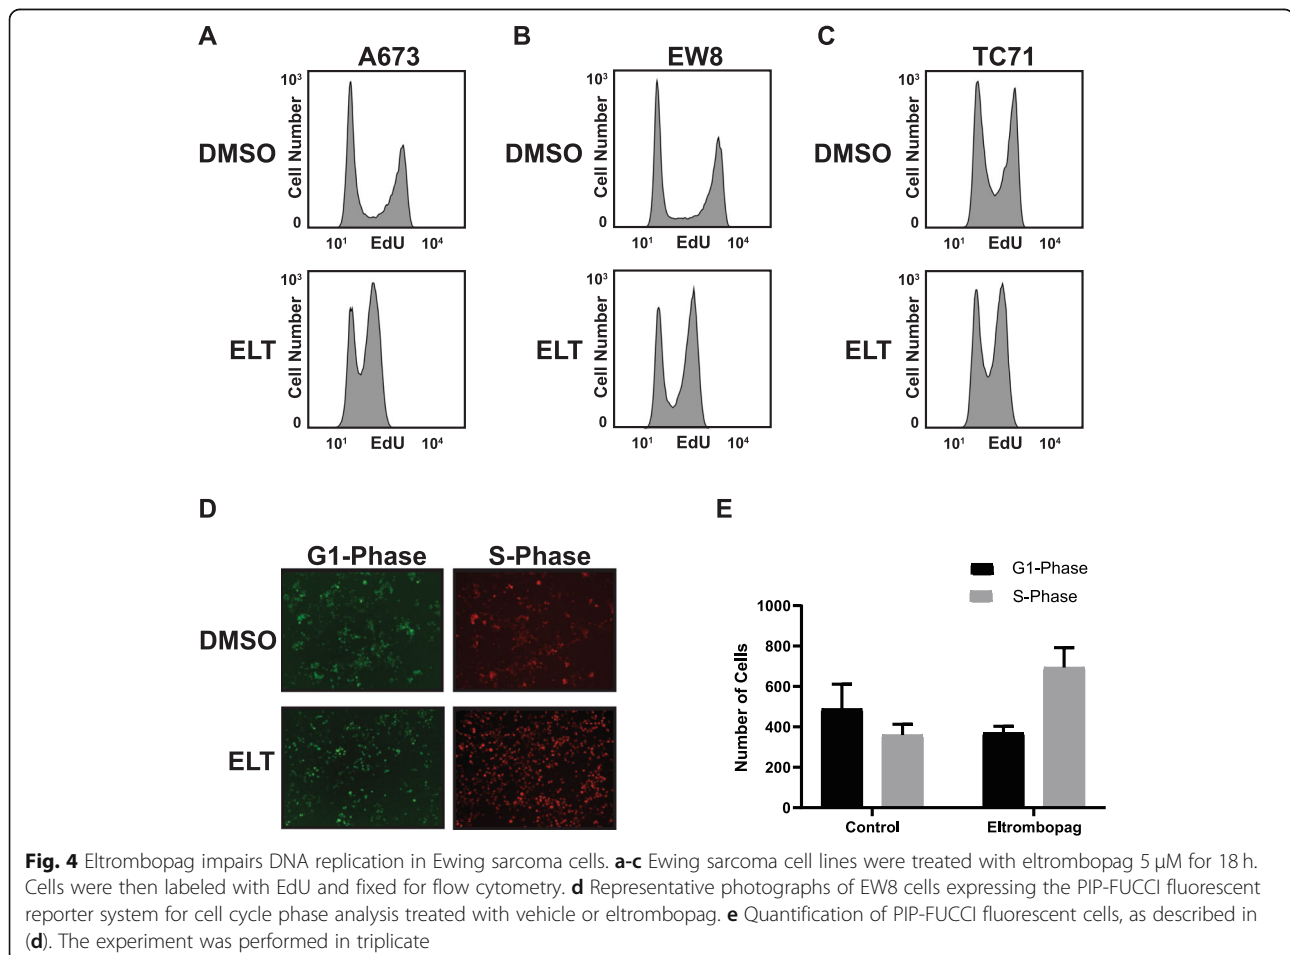 A
A673
DMSO
Cell Number
10³
0
10¹ EdU 10⁴
ELT
Cell Number
10³
0
10¹ EdU 10⁴
B
EW8
DMSO
Cell Number
10³
0
10¹ EdU 10⁴
ELT
Cell Number
10³
0
10¹ EdU 10⁴
C
TC71
DMSO
Cell Number
10³
0
10¹ EdU 10⁴
ELT
Cell Number
10³
0
10¹ EdU 10⁴
D
G1-Phase S-Phase
DMSO
ELT
E
G1-Phase
S-Phase
Number of Cells
1000
800
600
400
200
0
Control Eltrombopag
Fig. 4 Eltrombopag impairs DNA replication in Ewing sarcoma cells. a-c Ewing sarcoma cell lines were treated with eltrombopag 5 μM for 18 h.
Cells were then labeled with EdU and fixed for flow cytometry. d Representative photographs of EW8 cells expressing the PIP-FUCCI fluorescent
reporter system for cell cycle phase analysis treated with vehicle or eltrombopag. e Quantification of PIP-FUCCI fluorescent cells, as described in
(d). The experiment was performed in triplicate